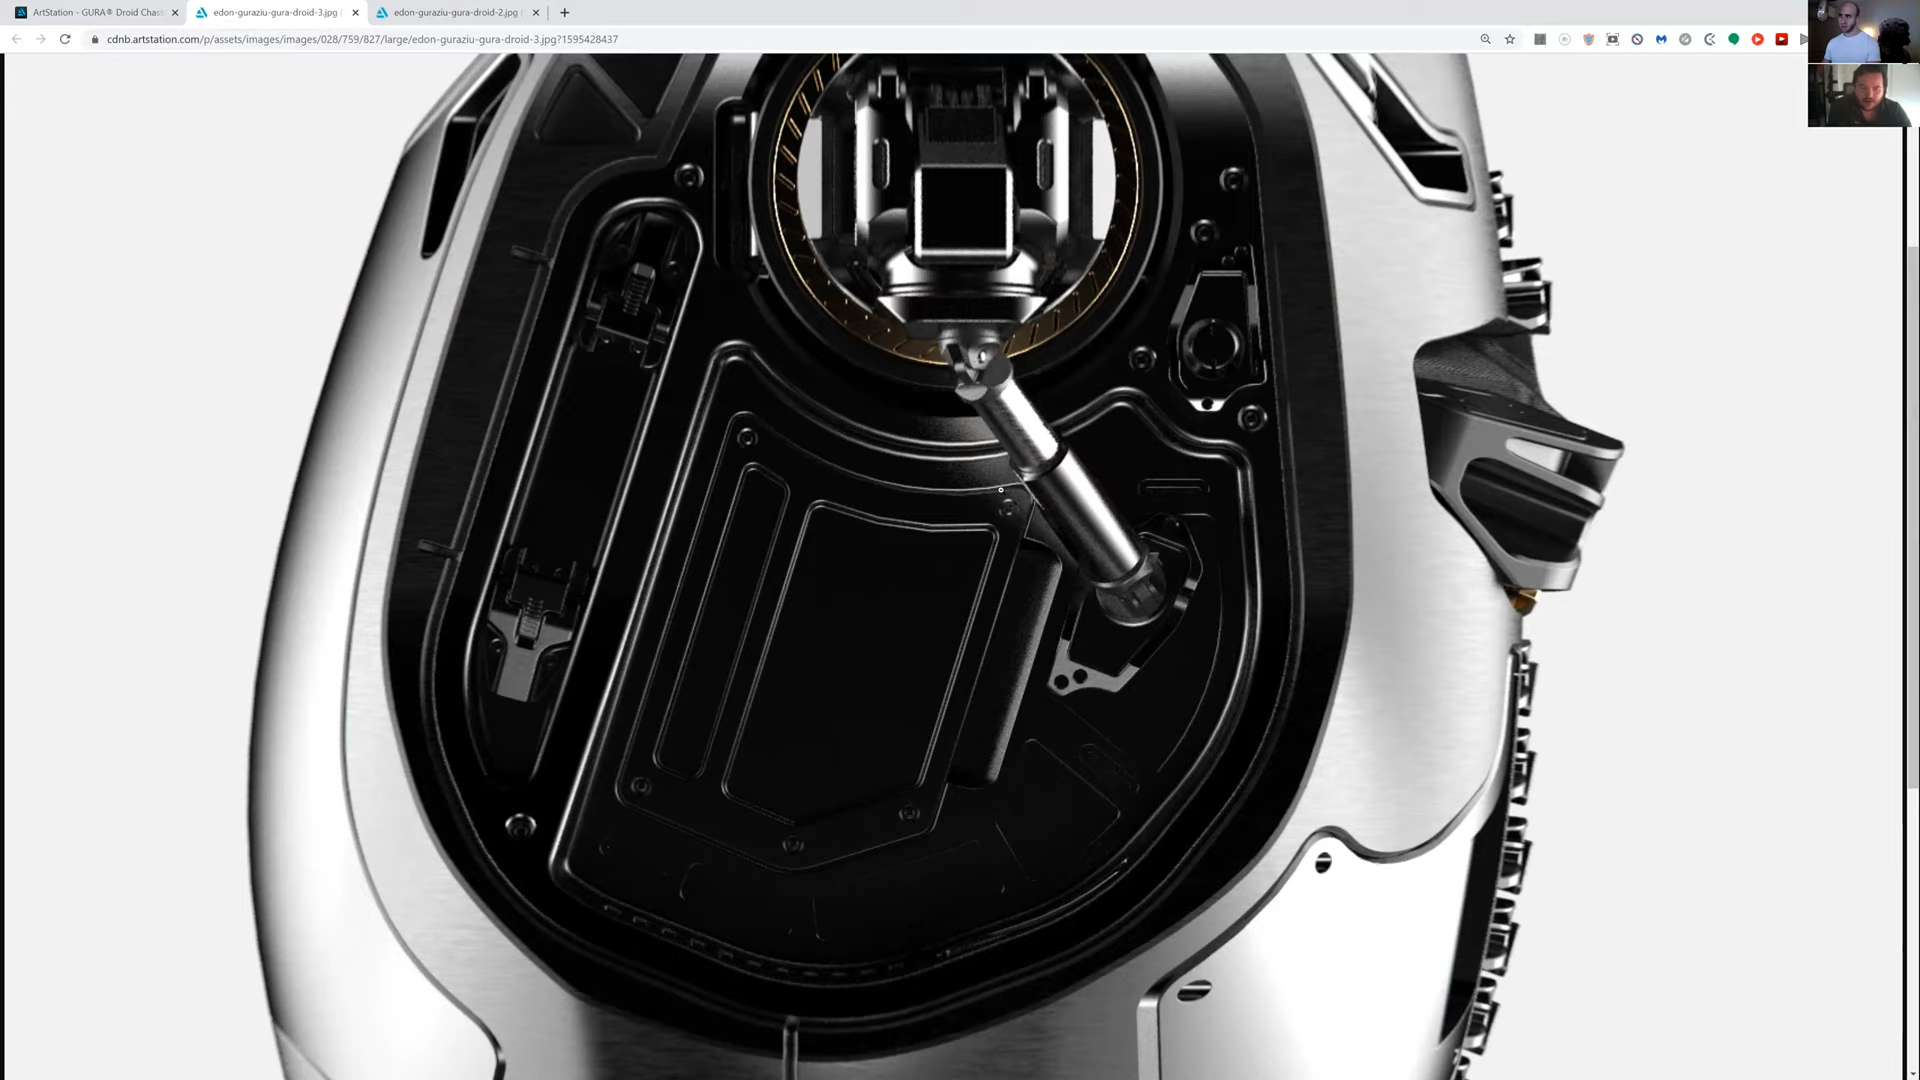 ArtStation - GURA® Droid Chass
edon-guraziu-gura-droid-3.jpg (
edon-guraziu-gura-droid-2.jpg (
cdnb.artstation.com/p/assets/images/images/028/759/827/large/edon-guraziu-gura-droid-3.jpg?1595428437